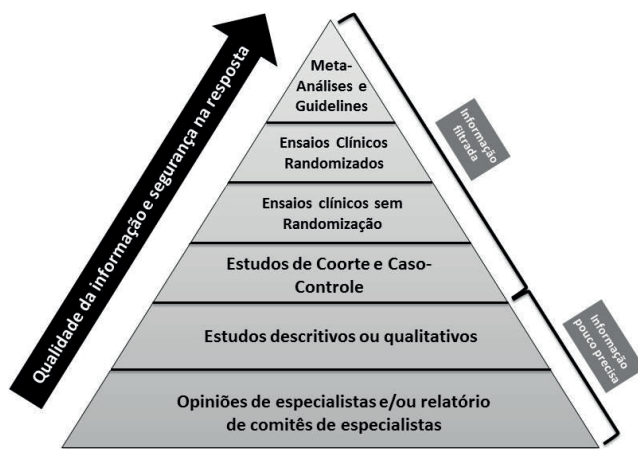 Qualidade da informação e segurança na resposta
Meta-
Análises e
Guidelines
Ensaios Clínicos
Randomizados
Ensaios clínicos sem
Randomização
Estudos de Coorte e Caso-
Controle
Estudos descritivos ou qualitativos
Opiniões de especialistas e/ou relatório
de comitês de especialistas
Informação
filtrada
Informação
pouco precisa